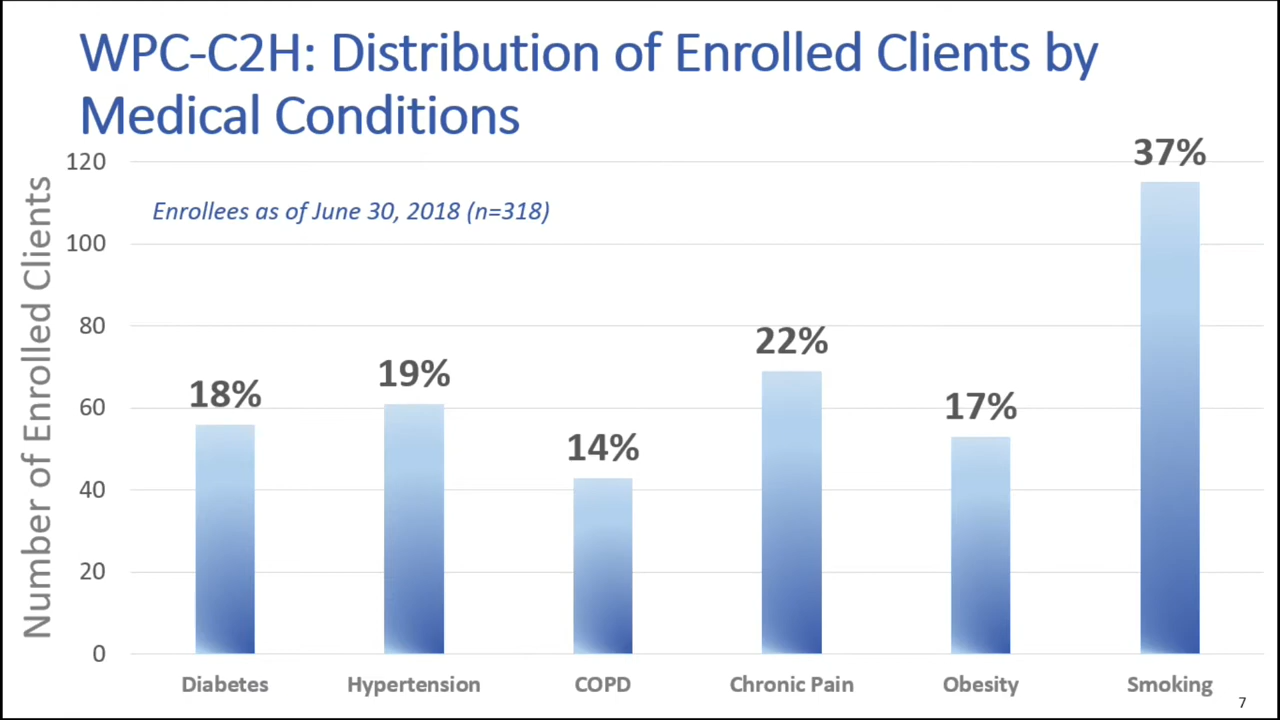 WPC-C2H: Distribution of Enrolled Clients by
Medical Conditions
Number of Enrolled Clients
120
100
80
60
40
20
0
Enrollees as of June 30, 2018 (n=318)
18%
19%
14%
22%
17%
37%
Diabetes
Hypertension
COPD
Chronic Pain
Obesity
Smoking
7